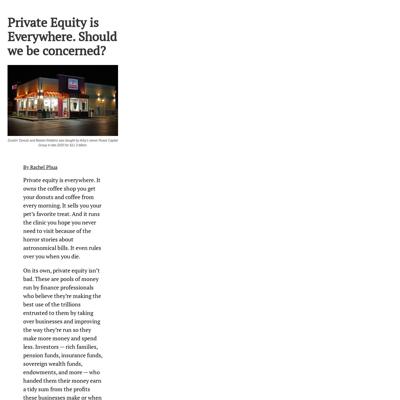 Private Equity is
Everywhere. Should
we be concerned?
Dunkin' Donuts and Baskin-Robbins was bought by Arby's owner Roark Capital
Group in late 2020 for $11.3 billion.
By Rachel Phua
Private equity is everywhere. It
owns the coffee shop you get
your donuts and coffee from
every morning. It sells you your
pet's favorite treat. And it runs
the clinic you hope you never
need to visit because of the
horror stories about
astronomical bills. It even rules
over you when you die.
On its own, private equity isn't
bad. These are pools of money
run by finance professionals
who believe they're making the
best use of the trillions
entrusted to them by taking
over businesses and improving
the way they're run so they
make more money and spend
less. Investors — rich families,
pension funds, insurance funds,
sovereign wealth funds,
endowments, and more — who
handed them their money earn
a tidy sum from the profits
these businesses make or when